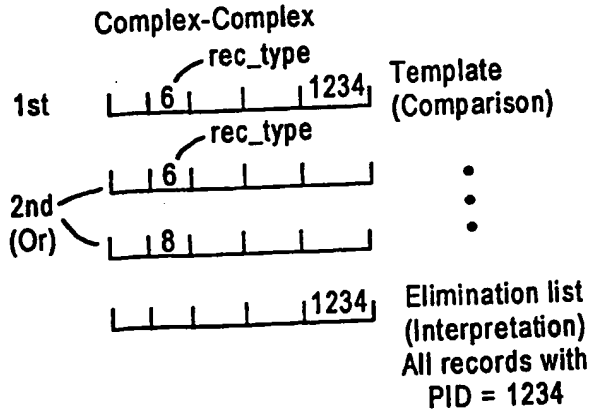 Complex-Complex
rec_type
1st 6 1234 Template
(Comparison)
rec_type
6
2nd
(Or)
8
1234 Elimination list
(Interpretation)
All records with
PID = 1234